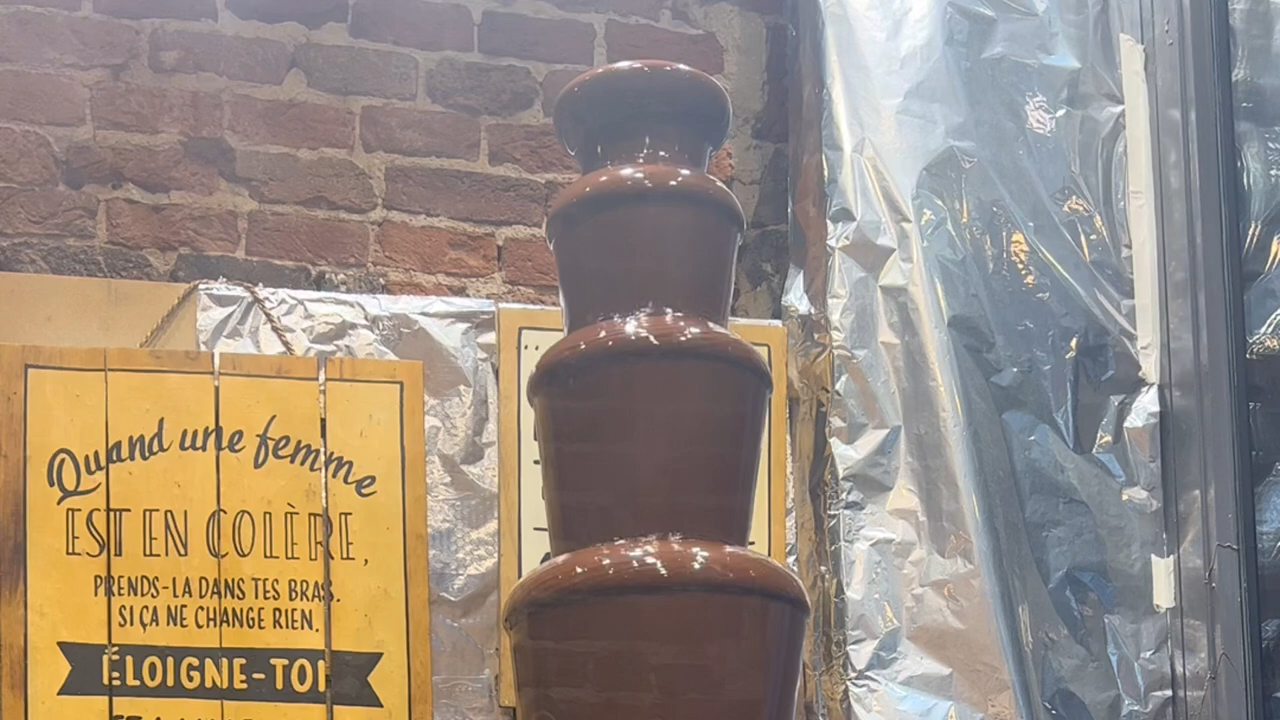 Quand une femme
EST EN COLÈRE,
PRENDS-LA DANS TES BRAS.
SI ÇA NE CHANGE RIEN,
ÉLOIGNE-TOI